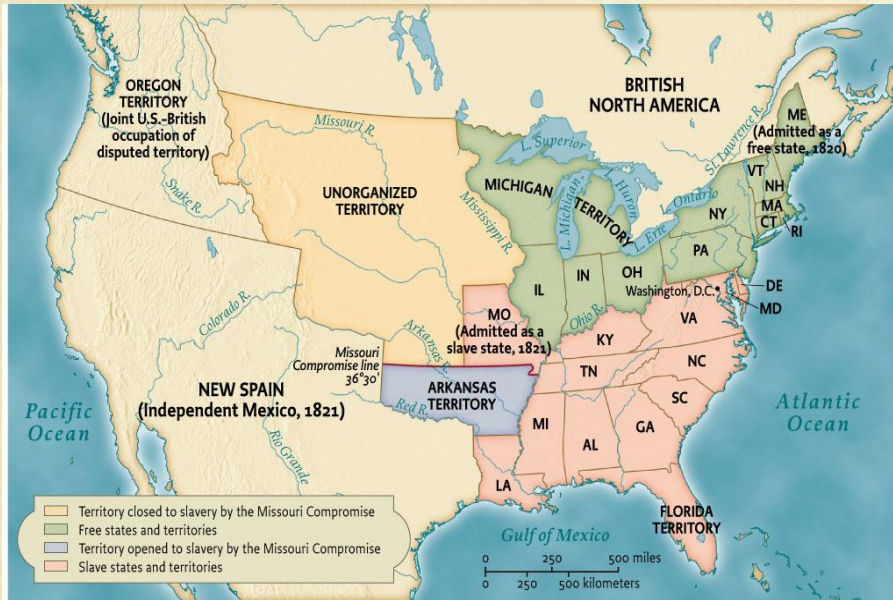 OREGON
TERRITORY
(Joint U.S.-British
occupation of
disputed territory)
Snake R.
Missouri R.
UNORGANIZED
TERRITORY
Mississippi R.
BRITISH
NORTH AMERICA
St. Lawrence R.
ME
(Admitted as a
free state, 1820)
L. Superior
MICHIGAN
TERRITORY
L. Michigan
L. Huron
L. Ontario
L. Erie
VT
NH
MA
CT
RI
NY
PA
IL
IN
OH
Washington, D.C.
DE
MD
Ohio R.
MO
(Admitted as a
slave state, 1821)
KY
VA
Colorado R.
Arkansas R.
Missouri
Compromise line
36°30'
NEW SPAIN
(Independent Mexico, 1821)
ARKANSAS
TERRITORY
Red R.
TN
NC
SC
MI
AL
GA
LA
Rio Grande
Pacific
Ocean
Atlantic
Ocean
FLORIDA
TERRITORY
Gulf of Mexico
Territory closed to slavery by the Missouri Compromise
Free states and territories
Territory opened to slavery by the Missouri Compromise
Slave states and territories
0 250 500 miles
0 250 500 kilometers